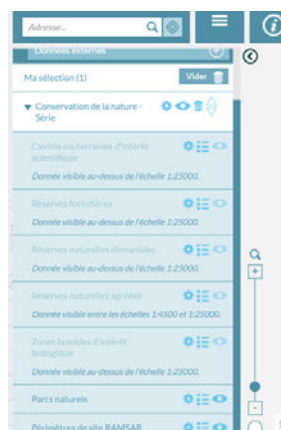 Adresse...
Données externes
Ma sélection (1)
Vider
Conservation de la nature -
Série
Cavités souterraines d'intérêt
scientifique
Donnée visible au-dessus de l'échelle 1:25000.
Réserves forestières
Donnée visible au-dessus de l'échelle 1:25000.
Réserves naturelles domaniales
Donnée visible au-dessus de l'échelle 1:25000.
Réserves naturelles agréées
Donnée visible entre les échelles 1:4500 et 1:25000.
Zones humides d'intérêt
biologique
Donnée visible au-dessus de l'échelle 1:25000.
Parcs naturels
Périmètres de site RAMSAR